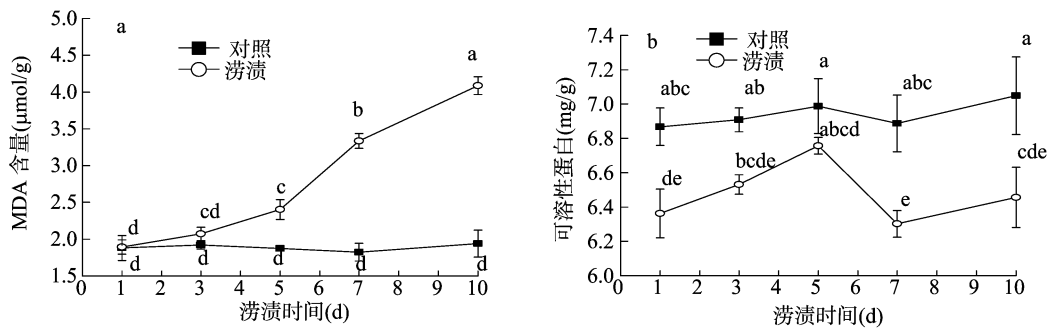 a
对照
涝渍
5.0
4.5
4.0
3.5
3.0
2.5
2.0
1.5
MDA 含量(μmol/g)
a
b
c
cd
d
d
d
d
d
d
0 1 2 3 4 5 6 7 8 9 10
涝渍时间(d)
b
对照
涝渍
7.4
7.2
7.0
6.8
6.6
6.4
6.2
6.0
可溶性蛋白(mg/g)
abc
ab
a
abc
a
de
bcde
abcd
e
cde
0 1 2 3 4 5 6 7 8 9 10
涝渍时间(d)